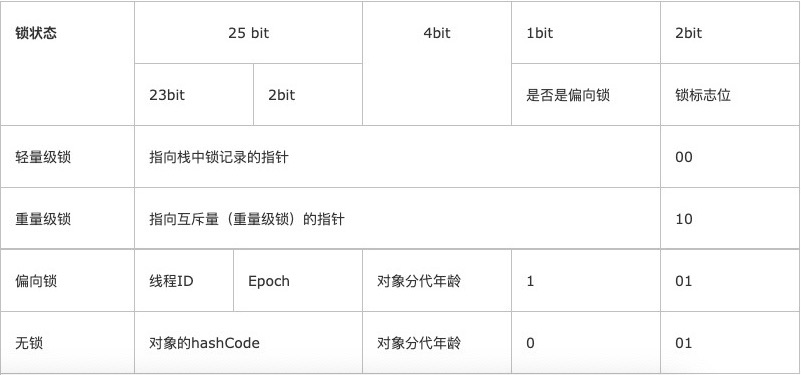 锁状态 25 bit 4bit 1bit 2bit
23bit 2bit 是否是偏向锁 锁标志位
轻量级锁 指向栈中锁记录的指针 00
重量级锁 指向互斥量（重量级锁）的指针 10
偏向锁 线程ID Epoch 对象分代年龄 1 01
无锁 对象的hashCode 对象分代年龄 0 01